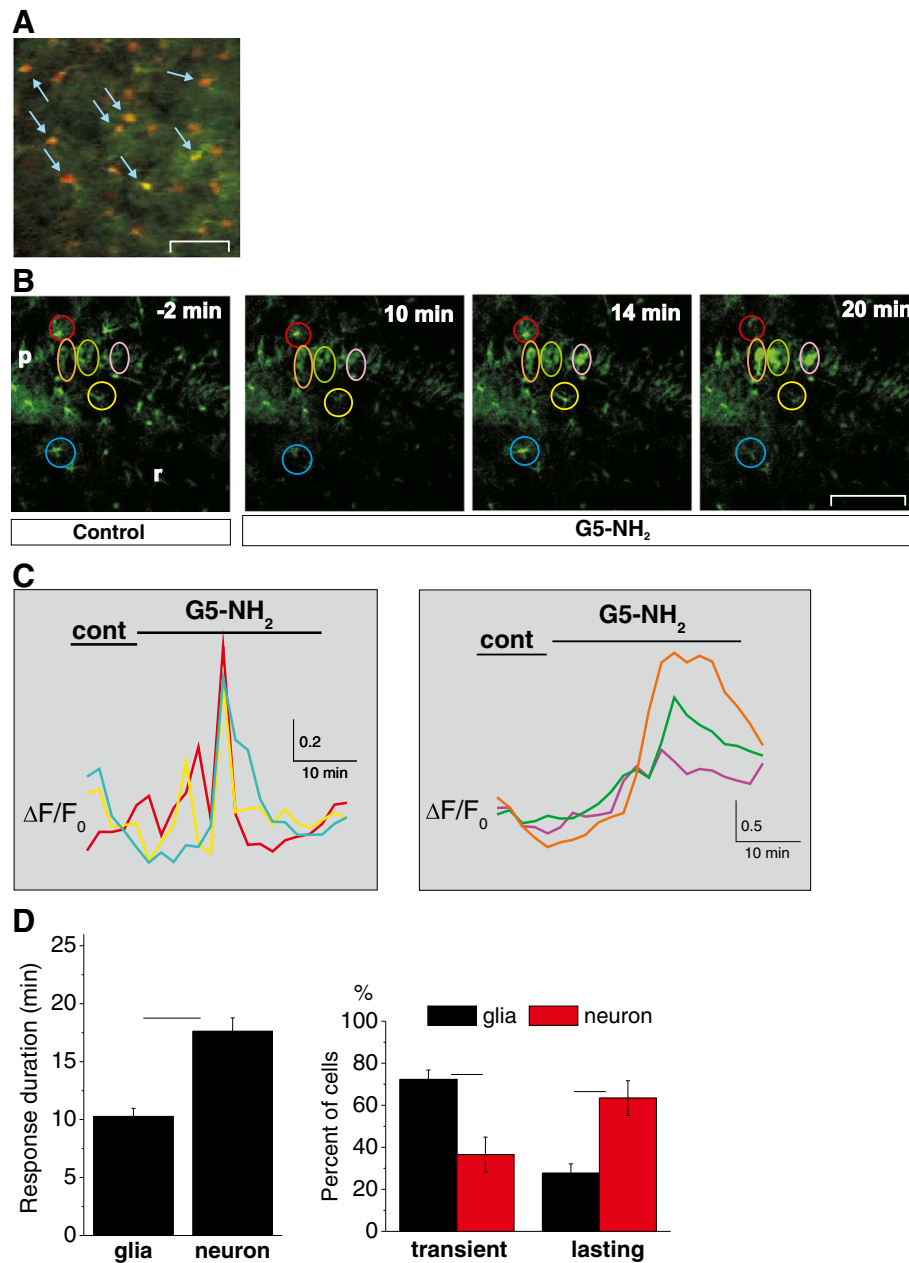 A
B
-2 min
10 min
14 min
20 min
p
r
Control
G5-NH2
C
G5-NH2
cont
0.2
10 min
ΔF/F0
G5-NH2
cont
0.5
10 min
ΔF/F0
D
Response duration (min)
25
20
15
10
5
0
glia
neuron
%
glia
neuron
Percent of cells
100
80
60
40
20
0
transient
lasting